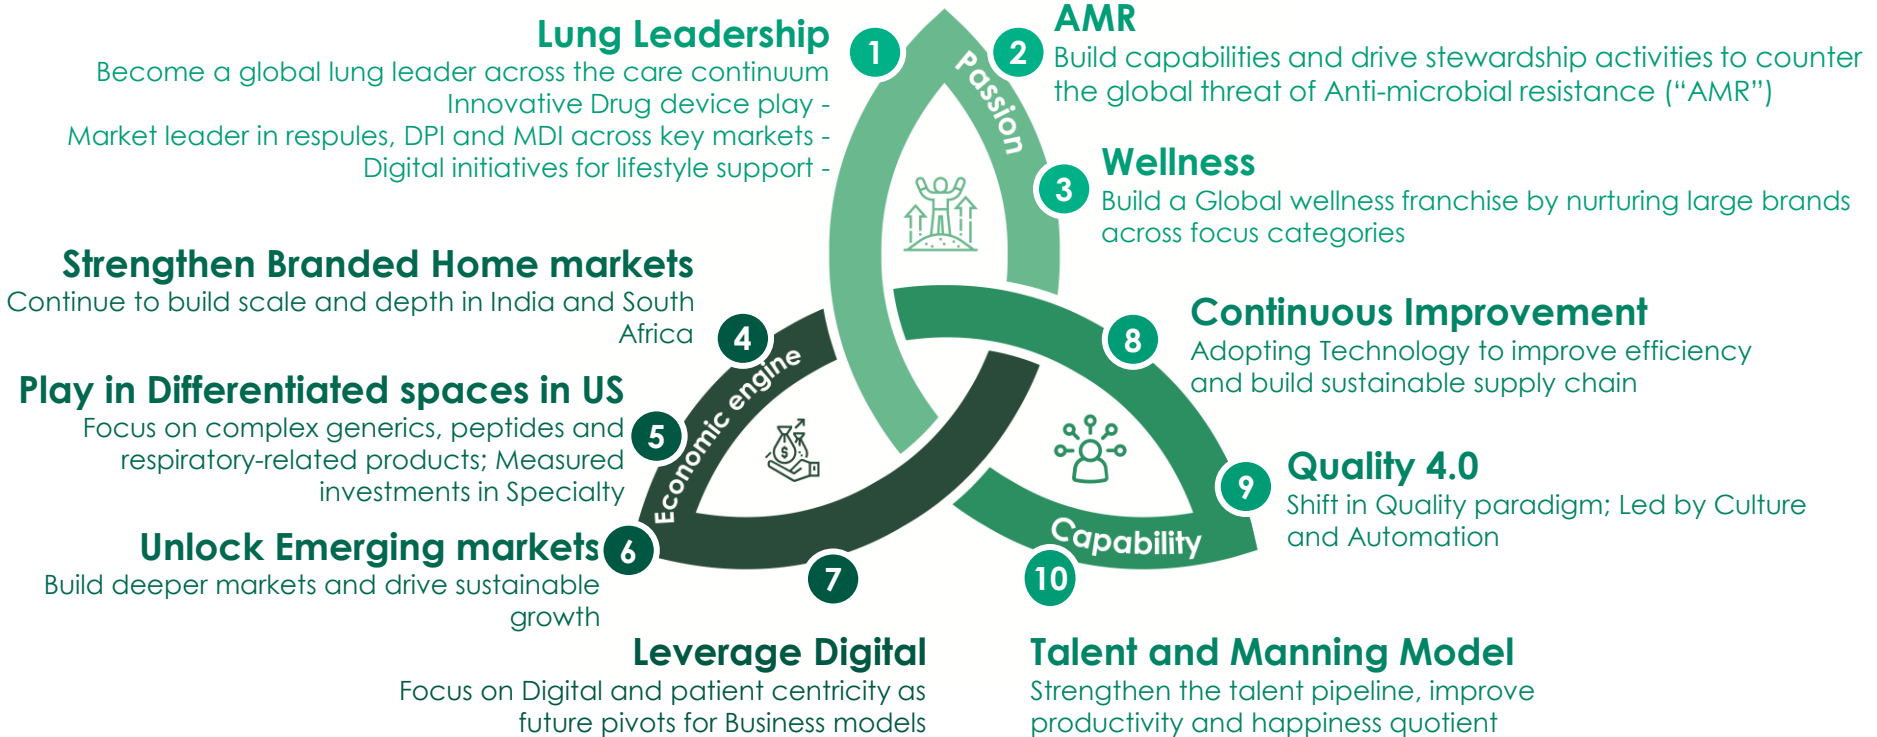 Lung Leadership
Become a global lung leader across the care continuum
Innovative Drug device play -
Market leader in respules, DPI and MDI across key markets -
Digital initiatives for lifestyle support -
1
Passion
2
AMR
Build capabilities and drive stewardship activities to counter
the global threat of Anti-microbial resistance (“AMR”)
3
Wellness
Build a Global wellness franchise by nurturing large brands
across focus categories
Strengthen Branded Home markets
Continue to build scale and depth in India and South
Africa
4
Economic engine
$
Play in Differentiated spaces in US
Focus on complex generics, peptides and
respiratory-related products; Measured
investments in Specialty
5
Unlock Emerging markets
Build deeper markets and drive sustainable
growth
6
7
Leverage Digital
Focus on Digital and patient centricity as
future pivots for Business models
8
Continuous Improvement
Adopting Technology to improve efficiency
and build sustainable supply chain
9
Quality 4.0
Shift in Quality paradigm; Led by Culture
and Automation
Capability
10
Talent and Manning Model
Strengthen the talent pipeline, improve
productivity and happiness quotient